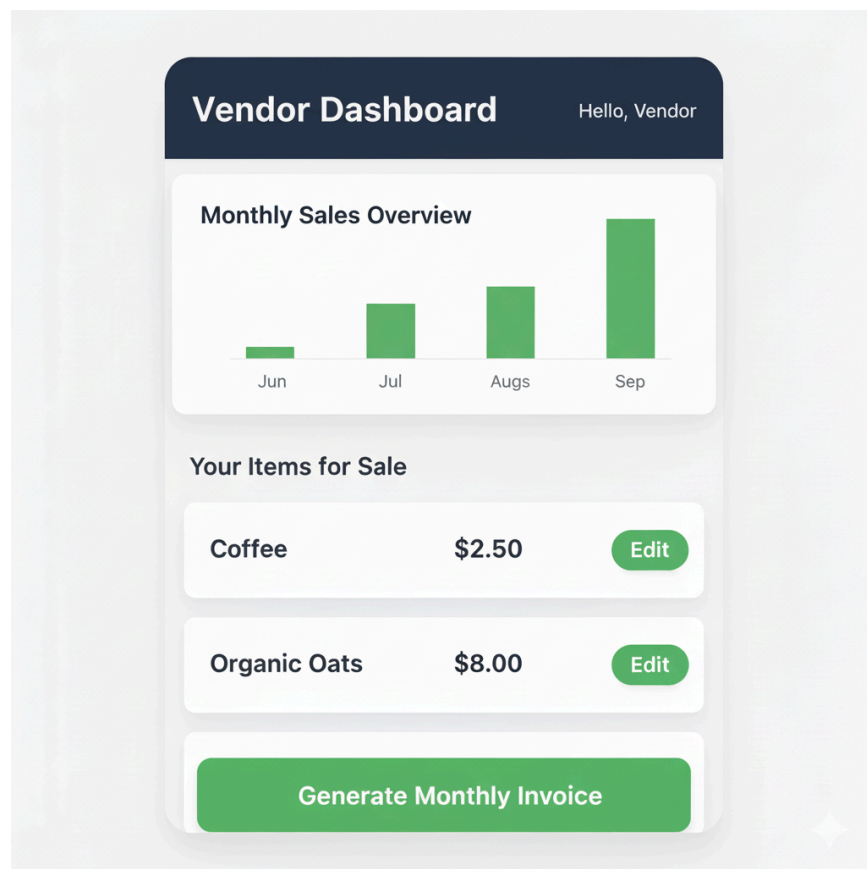 Vendor Dashboard
Hello, Vendor
Monthly Sales Overview
Jun Jul Augs Sep
Your Items for Sale
Coffee $2.50 Edit
Organic Oats $8.00 Edit
Generate Monthly Invoice